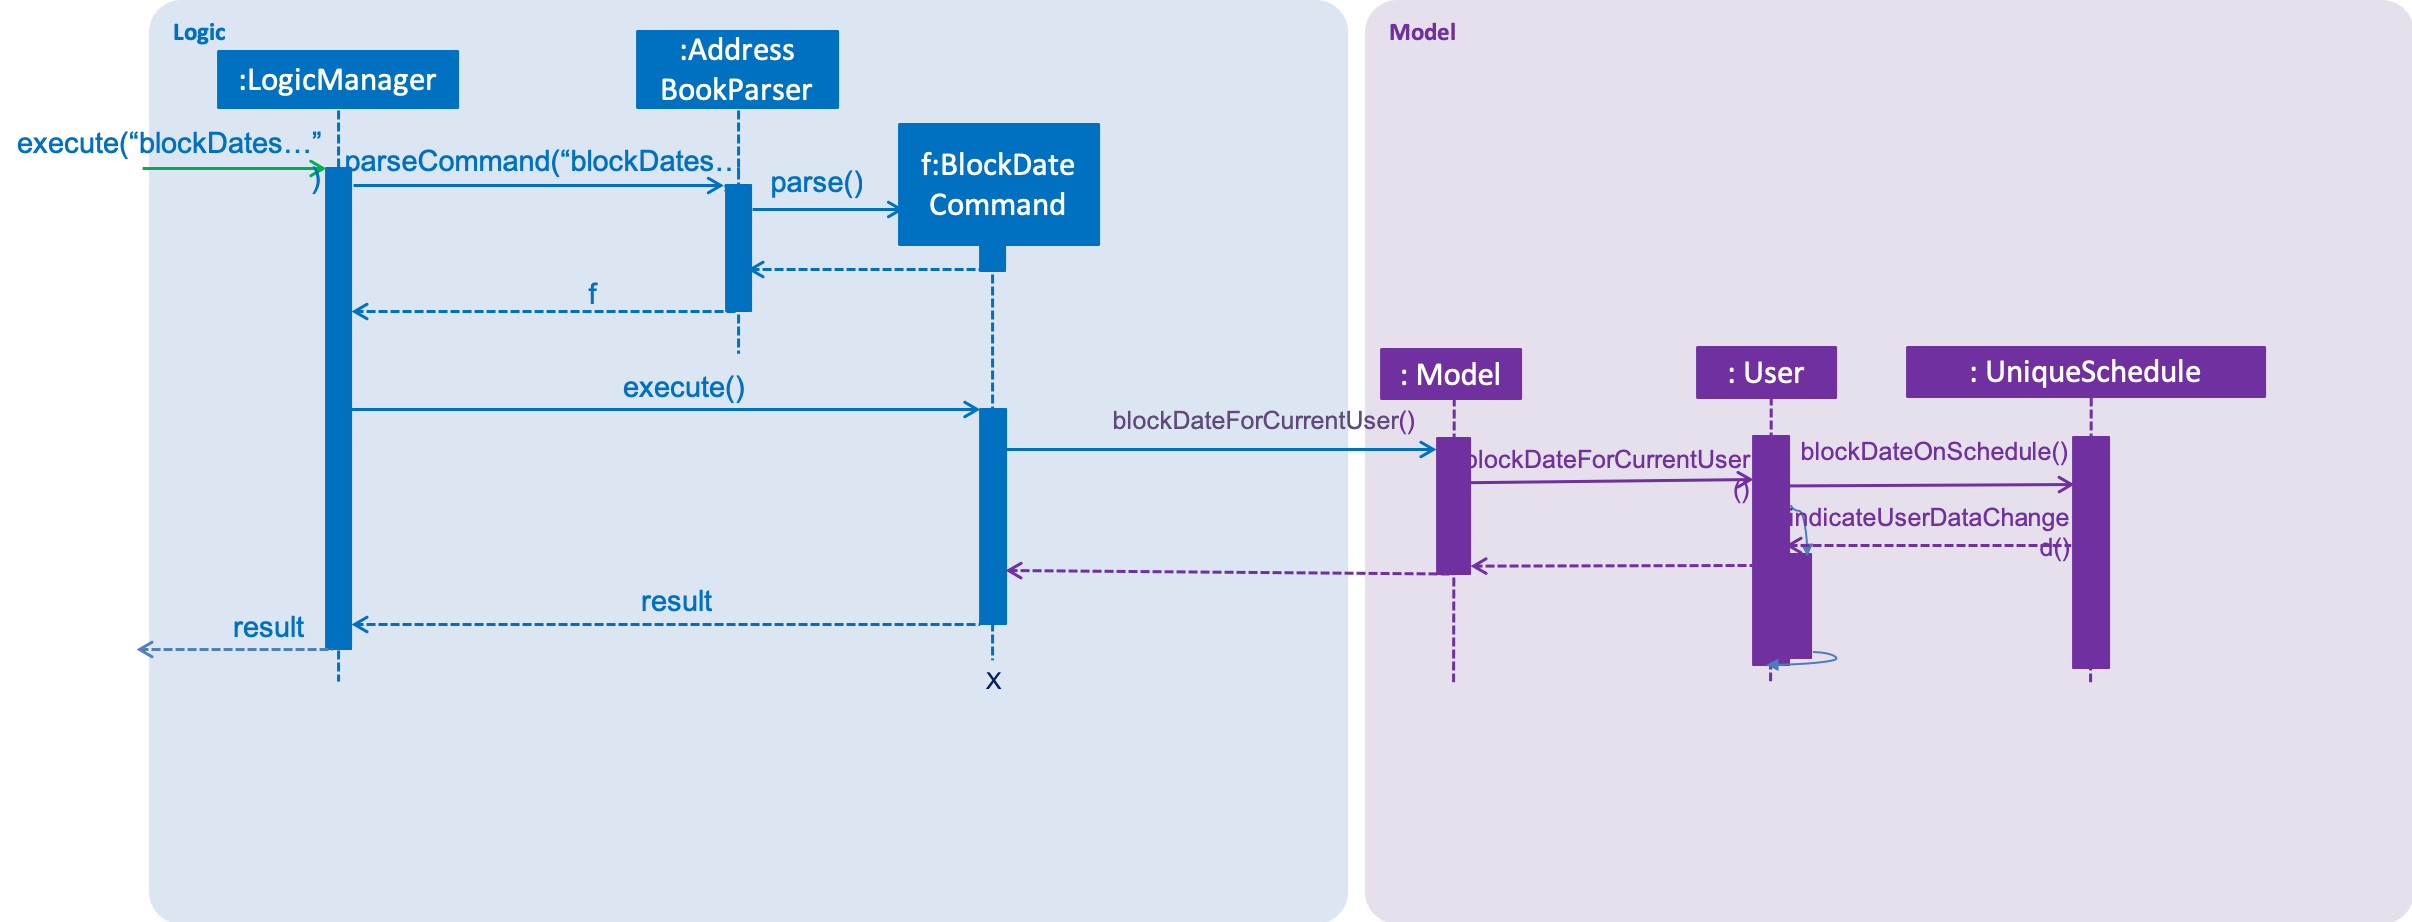 Logic
:LogicManager
:Address
BookParser
f:BlockDate
Command
execute(“blockDates…”
)
parseCommand(“blockDates…
parse()
f
execute()
result
result
x
Model
: Model
: User
: UniqueSchedule
blockDateForCurrentUser()
blockDateForCurrentUser
()
blockDateOnSchedule()
indicateUserDataChange
d()